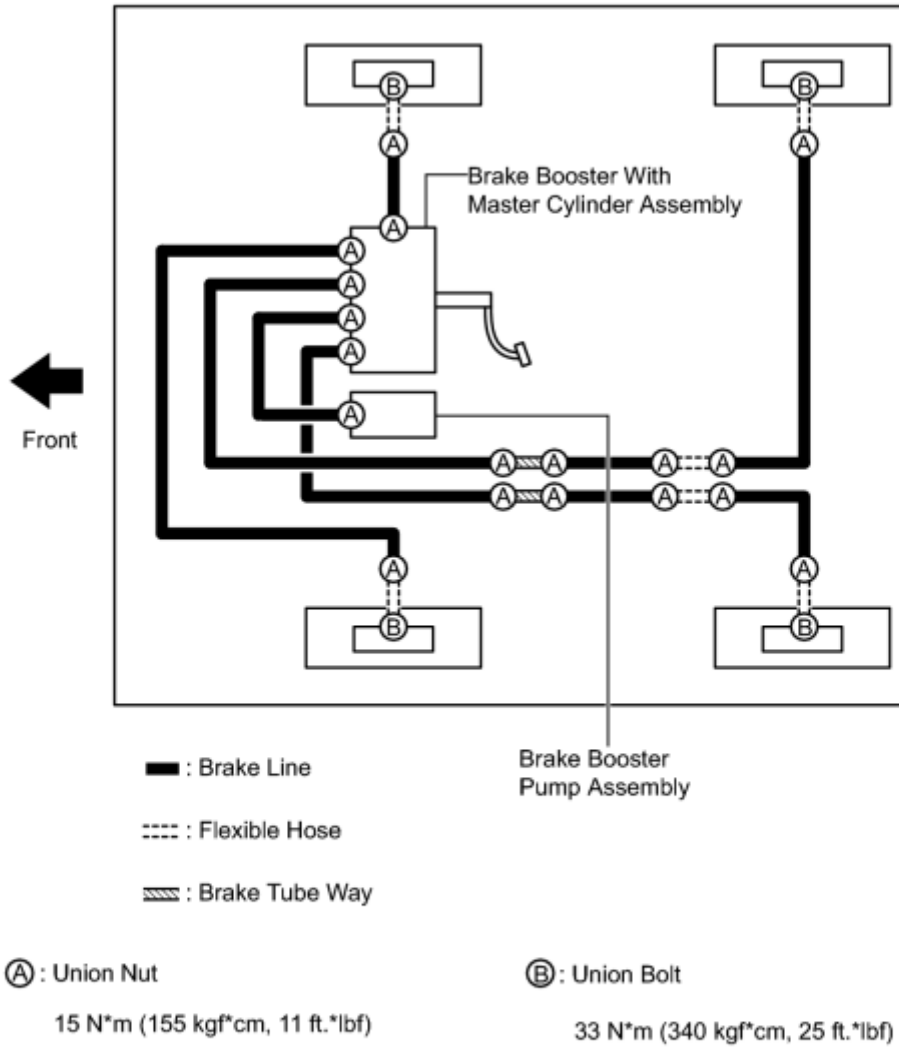 B
B
A
A
Brake Booster With
Master Cylinder Assembly
A
A
A
A
A
A
Front
A A A A
A A A A
A
A
B
B
Brake Booster
Pump Assembly
: Brake Line
: Flexible Hose
: Brake Tube Way
A : Union Nut
B : Union Bolt
15 N*m (155 kgf*cm, 11 ft.*lbf)
33 N*m (340 kgf*cm, 25 ft.*lbf)